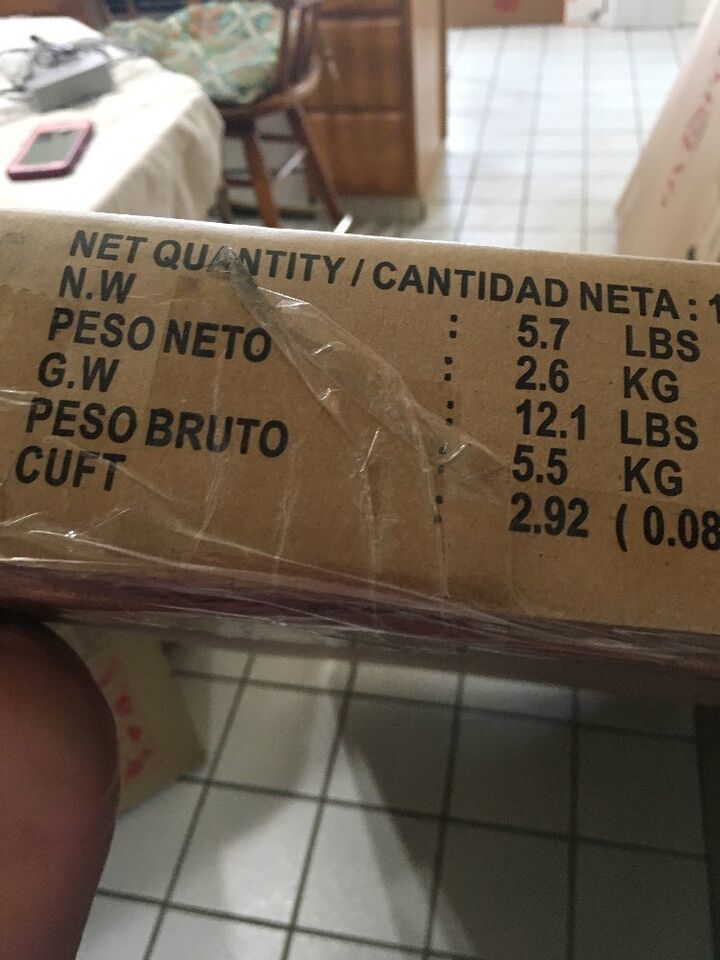 NET QUANTITY / CANTIDAD NETA : 1
N.W : 5.7 LBS
PESO NETO 2.6 KG
G.W : 12.1 LBS
PESO BRUTO : 5.5 KG
CUFT : 2.92 ( 0.08